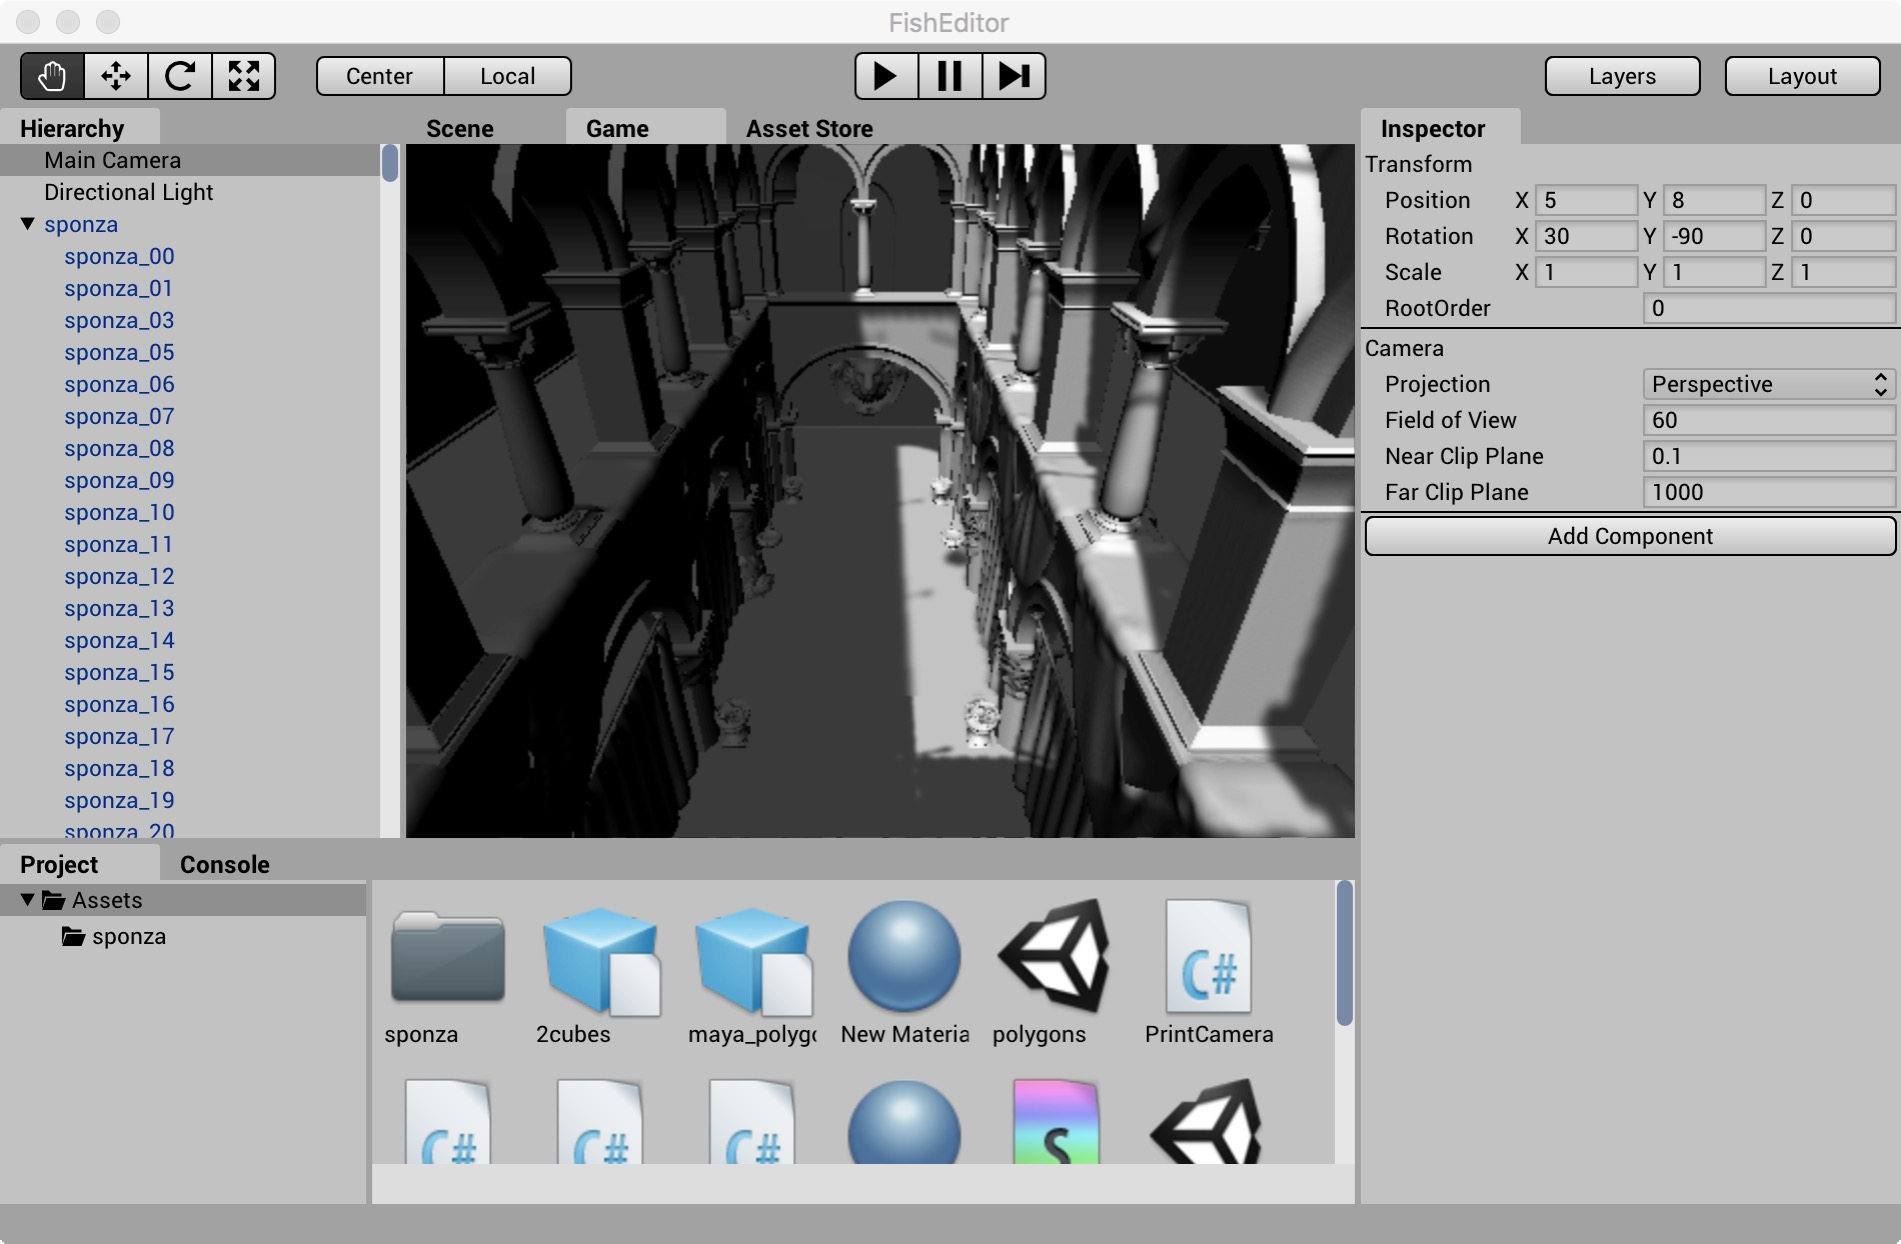 FishEditor
Center Local
Layers Layout
Hierarchy
Main Camera
Directional Light
sponza
sponza_00
sponza_01
sponza_03
sponza_05
sponza_06
sponza_07
sponza_08
sponza_09
sponza_10
sponza_11
sponza_12
sponza_13
sponza_14
sponza_15
sponza_16
sponza_17
sponza_18
sponza_19
sponza_20
Scene Game Asset Store
Inspector
Transform
Position X 5 Y 8 Z 0
Rotation X 30 Y -90 Z 0
Scale X 1 Y 1 Z 1
RootOrder 0
Camera
Projection Perspective
Field of View 60
Near Clip Plane 0.1
Far Clip Plane 1000
Add Component
Project Console
Assets
sponza
C#
sponza 2cubes maya_polygo New Materia polygons PrintCamera
C# C# C# S